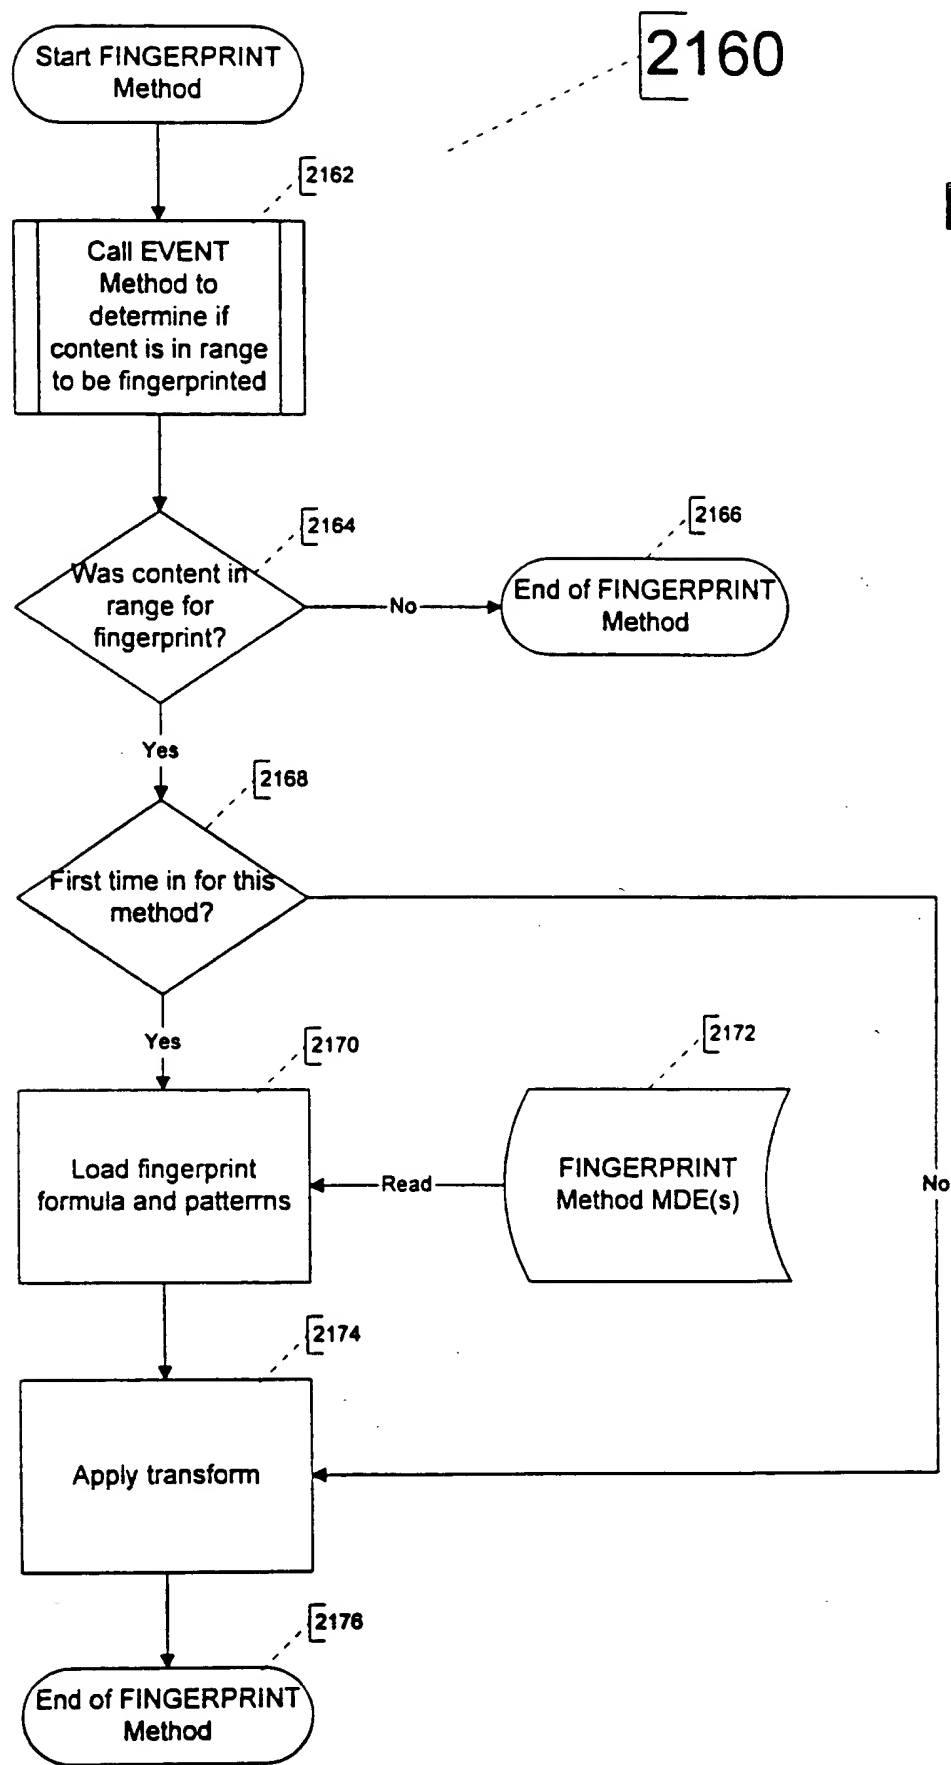 Start FINGERPRINT
Method
2160
2162
Call EVENT
Method to
determine if
content is in range
to be fingerprinted
2164
Was content in
range for
fingerprint?
No
2166
End of FINGERPRINT
Method
Yes
2168
First time in for this
method?
Yes
2170
Load fingerprint
formula and patterrns
Read
2172
FINGERPRINT
Method MDE(s)
No
2174
Apply transform
2176
End of FINGERPRINT
Method